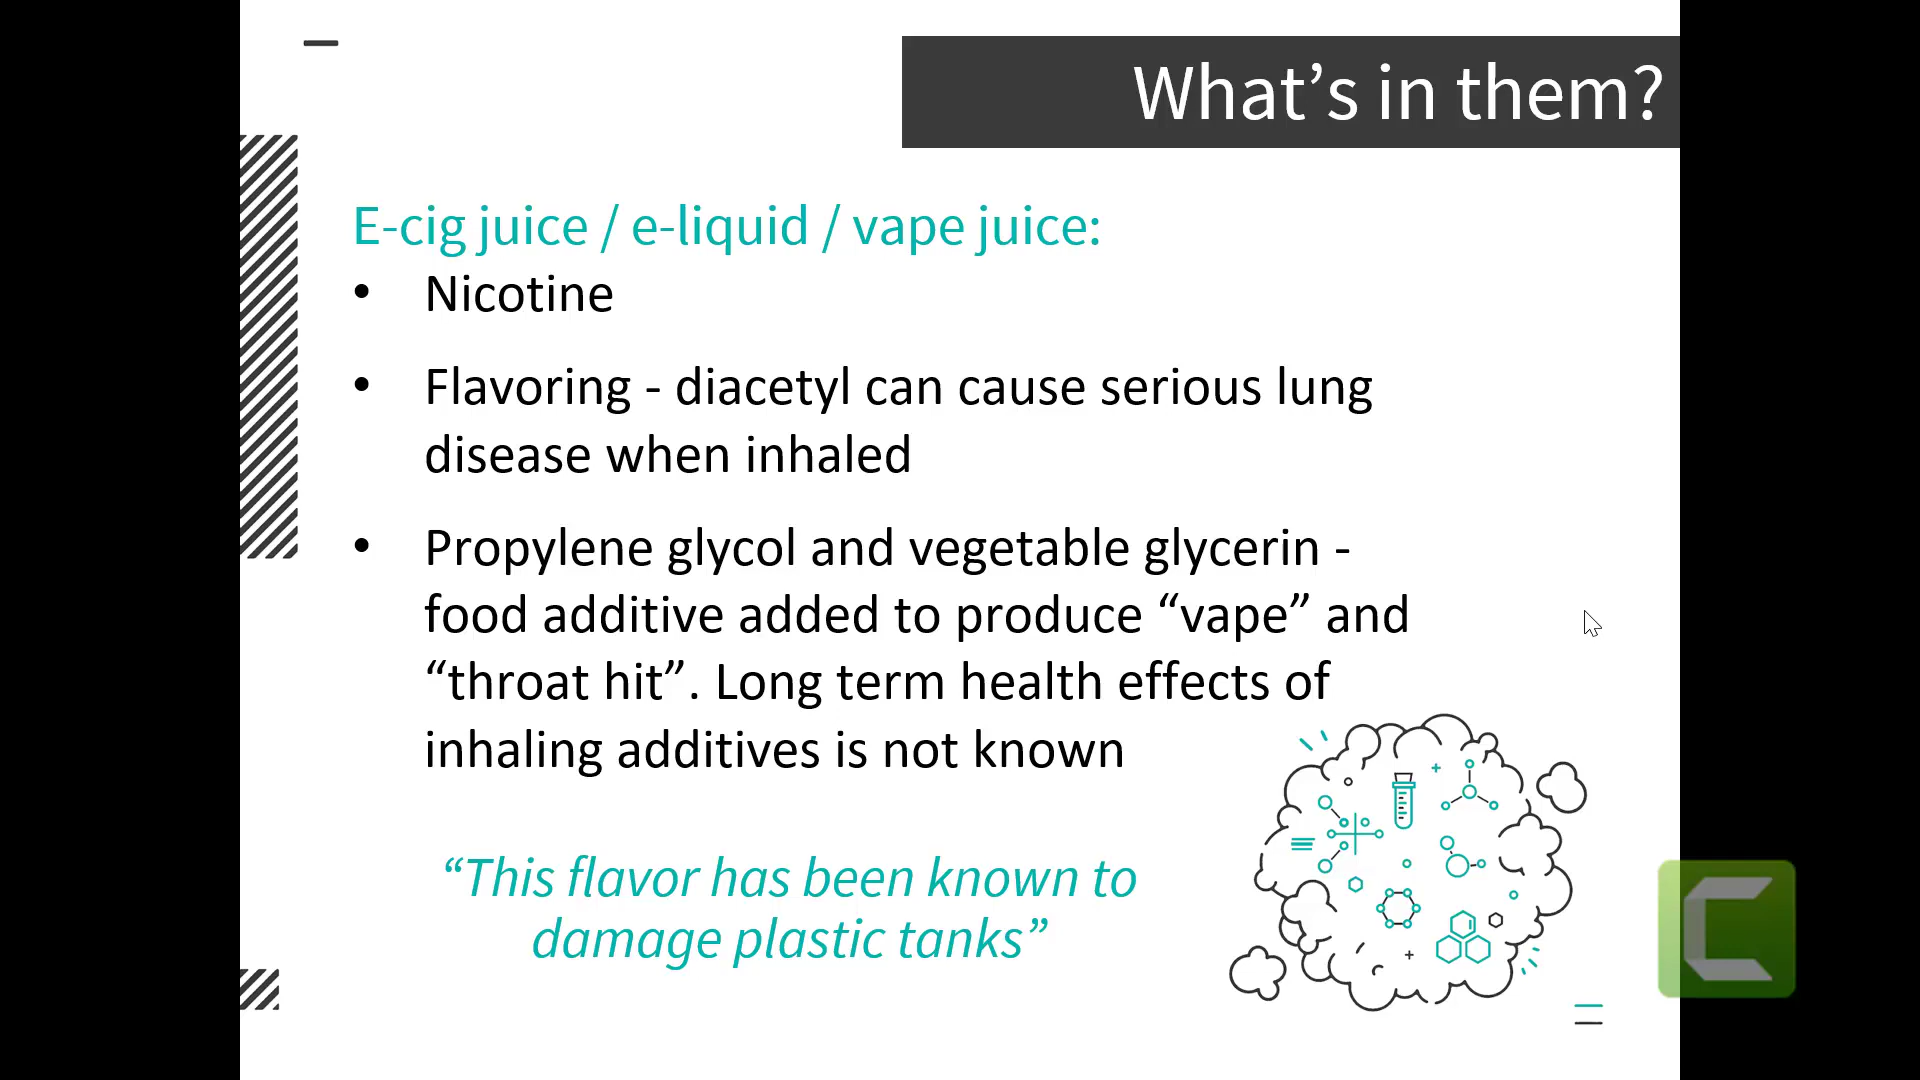 What’s in them?
E-cig juice / e-liquid / vape juice:
• Nicotine
• Flavoring - diacetyl can cause serious lung
disease when inhaled
• Propylene glycol and vegetable glycerin -
food additive added to produce “vape” and
“throat hit”. Long term health effects of
inhaling additives is not known
“This flavor has been known to
damage plastic tanks”